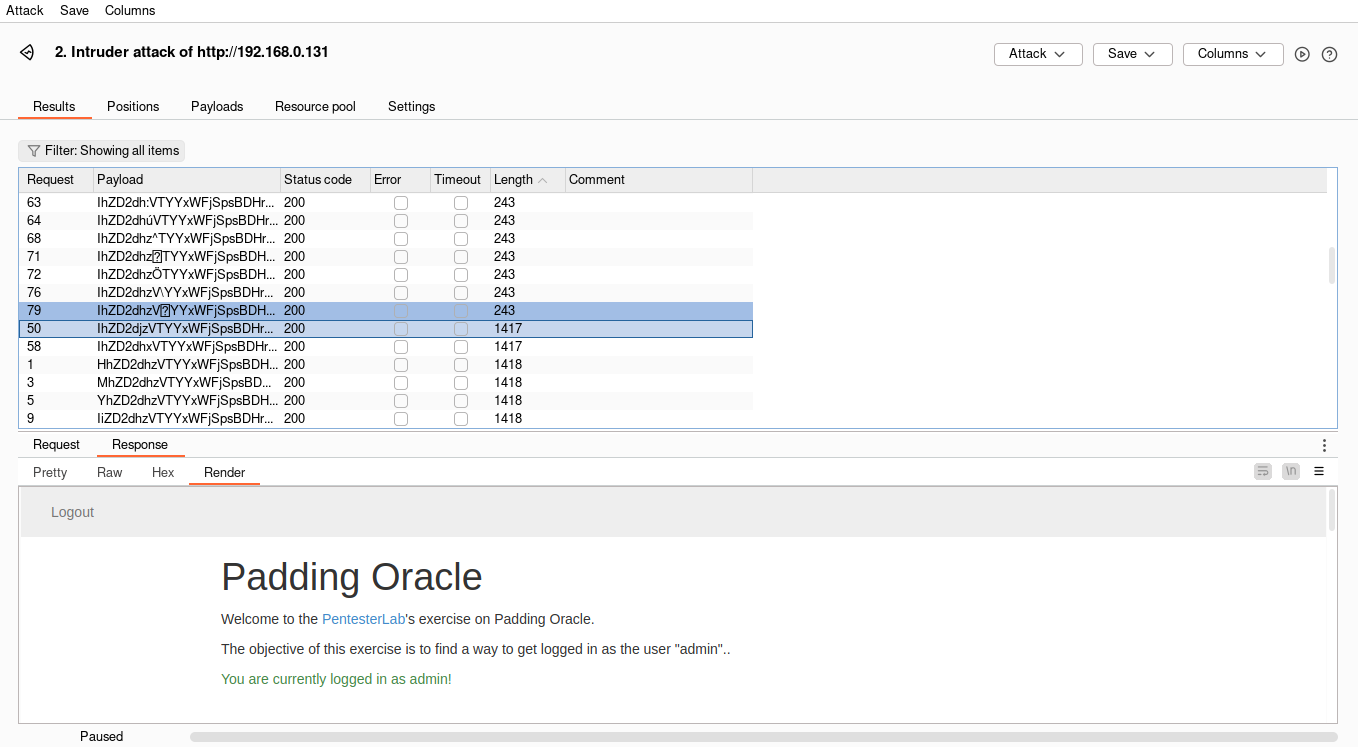 Attack Save Columns
2. Intruder attack of http://192.168.0.131
Attack Save Columns
Results Positions Payloads Resource pool Settings
Filter: Showing all items
Request Payload Status code Error Timeout Length Comment
63 IhZD2dh:VTYYxWFjSpsBDHr... 200 243
64 IhZD2dhúVTYYxWFjSpsBDHr... 200 243
68 IhZD2dhz^TYYxWFjSpsBDHr... 200 243
71 IhZD2dhz⍰TYYxWFjSpsBDH... 200 243
72 IhZD2dhzÖTYYxWFjSpsBDH... 200 243
76 IhZD2dhzV\YYxWFjSpsBDHr... 200 243
79 IhZD2dhzV⍰YYxWFjSpsBDH... 200 243
50 IhZD2djzVTYYxWFjSpsBDHr... 200 1417
58 IhZD2dhxVTYYxWFjSpsBDHr... 200 1417
1 HhZD2dhzVTYYxWFjSpsBDH... 200 1418
3 MhZD2dhzVTYYxWFjSpsBD... 200 1418
5 YhZD2dhzVTYYxWFjSpsBDH... 200 1418
9 IiZD2dhzVTYYxWFjSpsBDHr... 200 1418
Request Response
Pretty Raw Hex Render
\n
Logout
Padding Oracle
Welcome to the PentesterLab's exercise on Padding Oracle.
The objective of this exercise is to find a way to get logged in as the user "admin"..
You are currently logged in as admin!
Paused